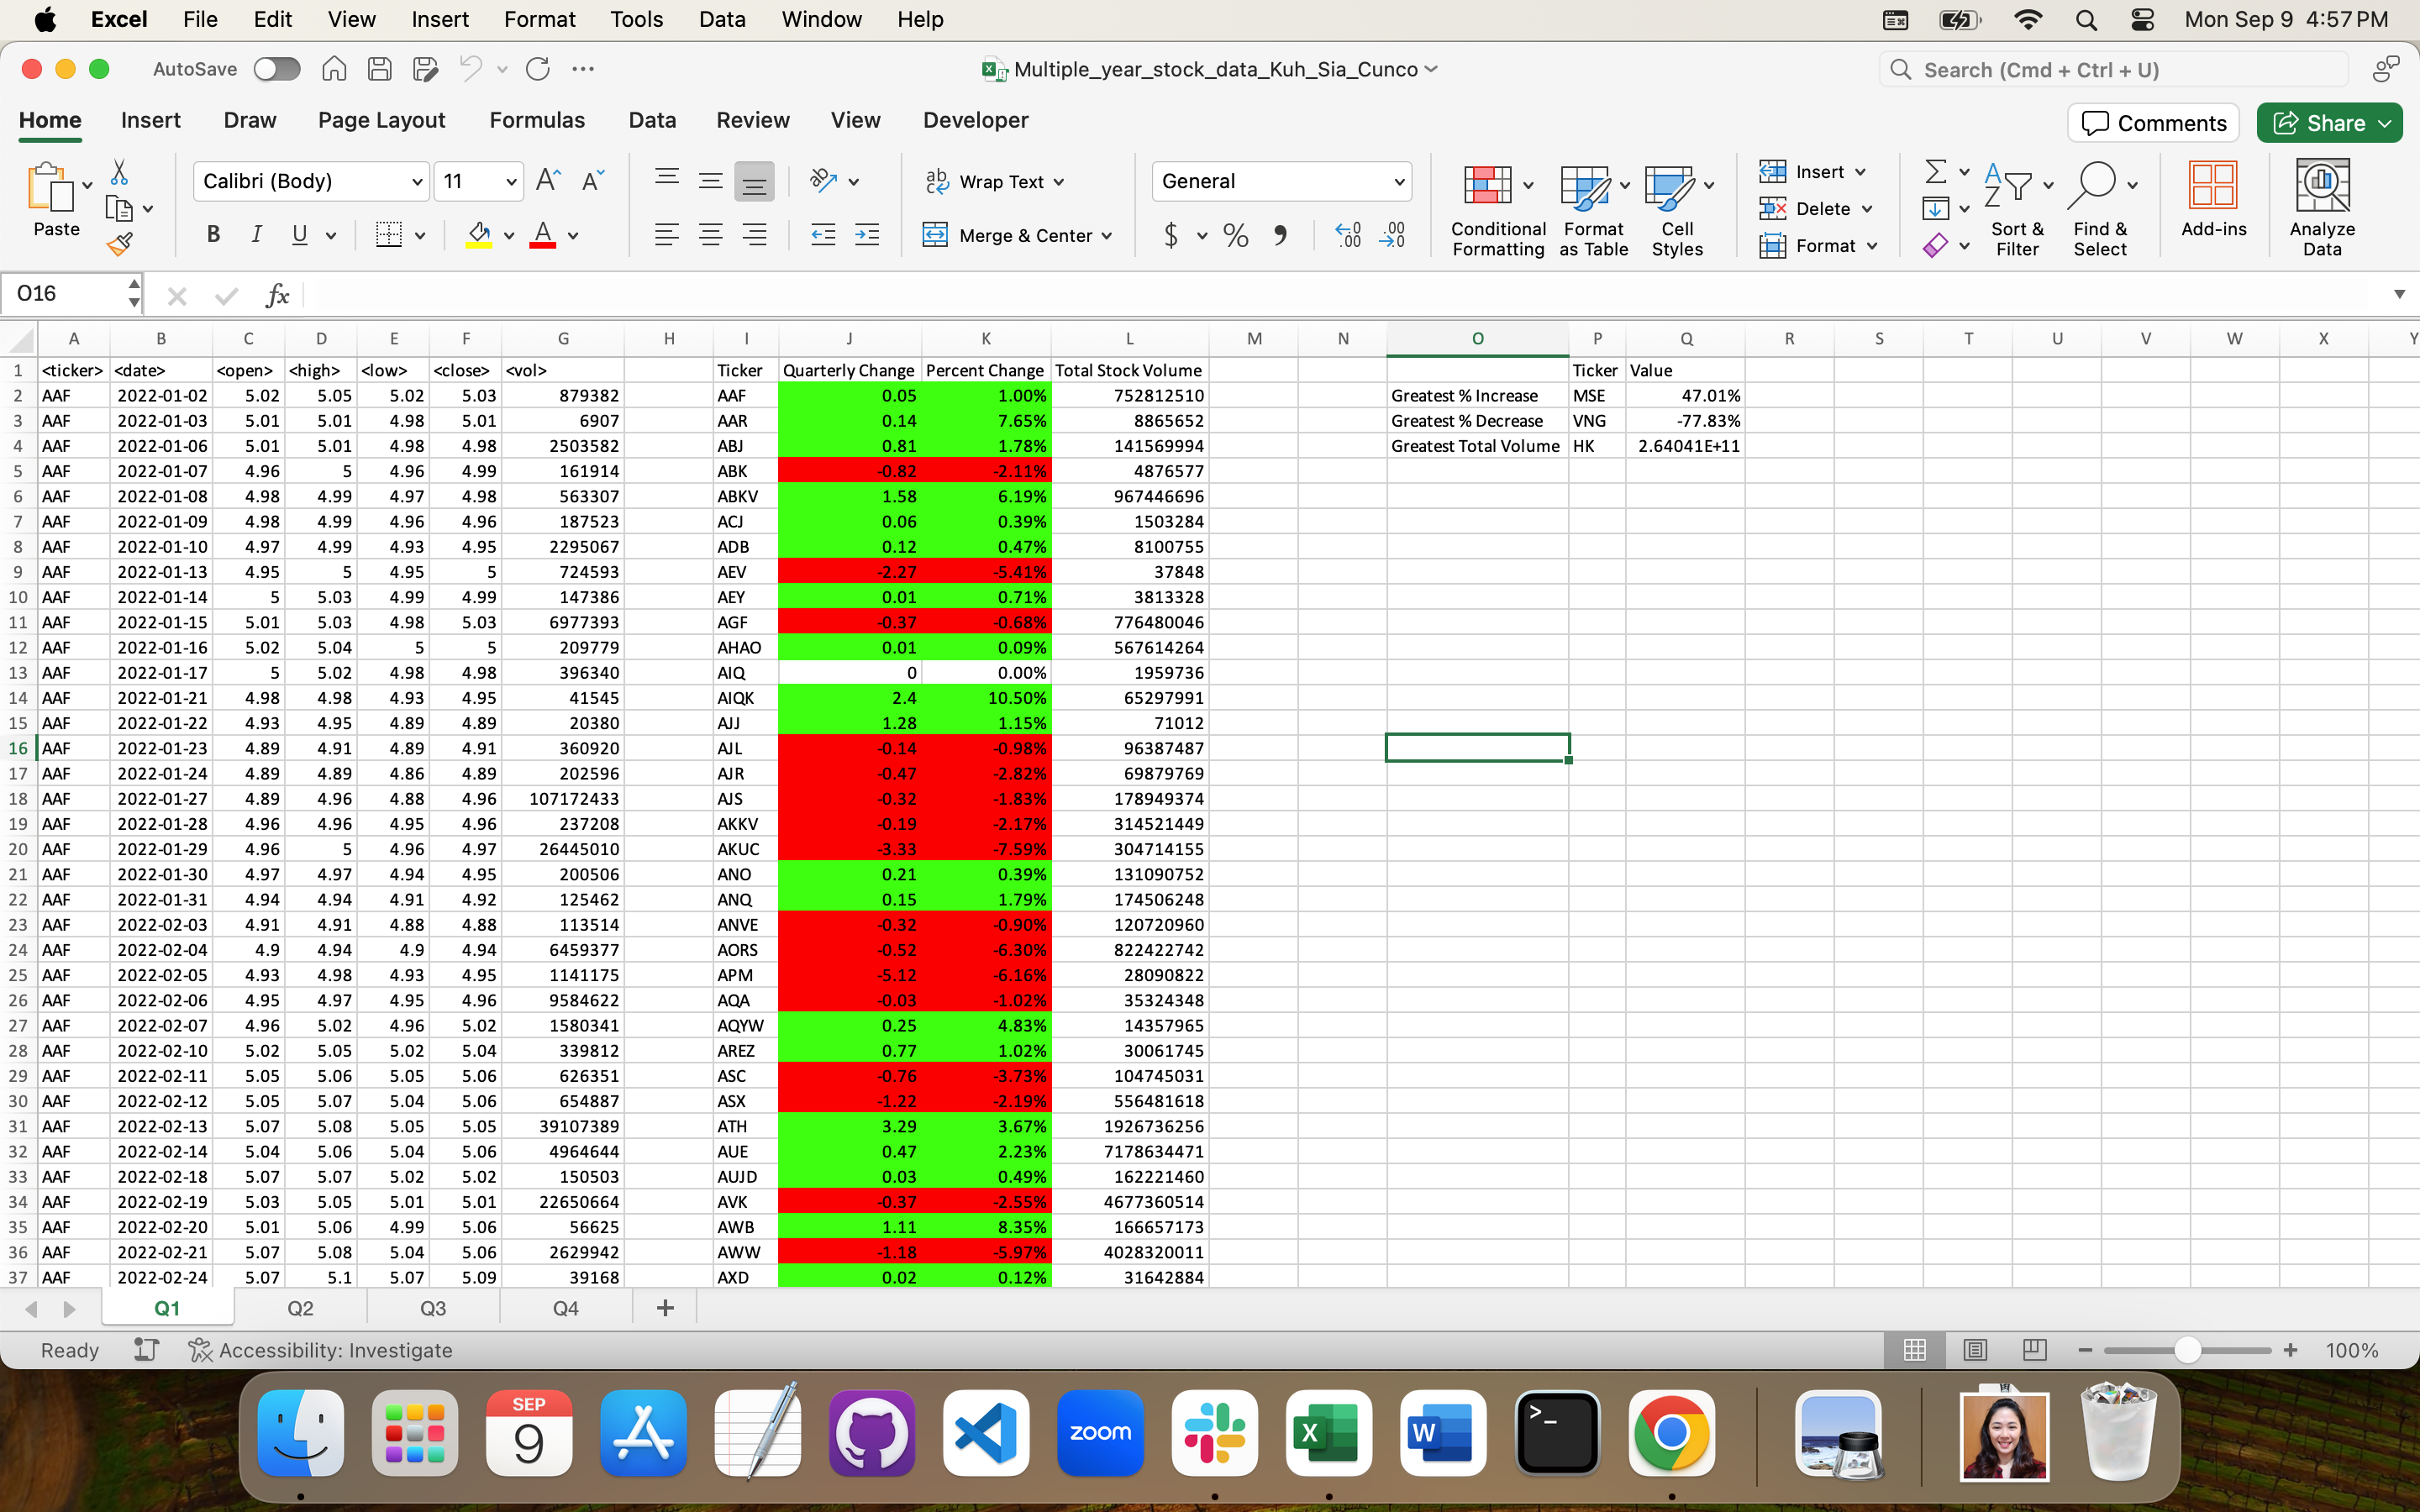 Excel File Edit View Insert Format Tools Data Window Help Mon Sep 9 4:57 PM
AutoSave Multiple_year_stock_data_Kuh_Sia_Cunco Search (Cmd + Ctrl + U)
Home Insert Draw Page Layout Formulas Data Review View Developer Comments Share
Paste Calibri (Body) 11 Wrap Text General Insert
B I U Merge & Center $ % Conditional Formatting Format as Table Cell Styles Delete Format Sort & Filter Find & Select Add-ins Analyze Data
O16 fx
A B C D E F G H I J K L M N O P Q R S T U V W X Y
1 <ticker> <date> <open> <high> <low> <close> <vol> Ticker Quarterly Change Percent Change Total Stock Volume Ticker Value
2 AAF 2022-01-02 5.02 5.05 5.02 5.03 879382 AAF 0.05 1.00% 752812510 Greatest % Increase MSE 47.01%
3 AAF 2022-01-03 5.01 5.01 4.98 5.01 6907 AAR 0.14 7.65% 8865652 Greatest % Decrease VNG -77.83%
4 AAF 2022-01-06 5.01 5.01 4.98 4.98 2503582 ABJ 0.81 1.78% 141569994 Greatest Total Volume HK 2.64041E+11
5 AAF 2022-01-07 4.96 5 4.96 4.99 161914 ABK -0.82 -2.11% 4876577
6 AAF 2022-01-08 4.98 4.99 4.97 4.98 563307 ABKV 1.58 6.19% 967446696
7 AAF 2022-01-09 4.98 4.99 4.96 4.96 187523 ACJ 0.06 0.39% 1503284
8 AAF 2022-01-10 4.97 4.99 4.93 4.95 2295067 ADB 0.12 0.47% 8100755
9 AAF 2022-01-13 4.95 5 4.95 5 724593 AEV -2.27 -5.41% 37848
10 AAF 2022-01-14 5 5.03 4.99 4.99 147386 AEY 0.01 0.71% 3813328
11 AAF 2022-01-15 5.01 5.03 4.98 5.03 6977393 AGF -0.37 -0.68% 776480046
12 AAF 2022-01-16 5.02 5.04 5 5 209779 AHAO 0.01 0.09% 567614264
13 AAF 2022-01-17 5 5.02 4.98 4.98 396340 AIQ 0 0.00% 1959736
14 AAF 2022-01-21 4.98 4.98 4.93 4.95 41545 AIQK 2.4 10.50% 65297991
15 AAF 2022-01-22 4.93 4.95 4.89 4.89 20380 AJJ 1.28 1.15% 71012
16 AAF 2022-01-23 4.89 4.91 4.89 4.91 360920 AJL -0.14 -0.98% 96387487
17 AAF 2022-01-24 4.89 4.89 4.86 4.89 202596 AJR -0.47 -2.82% 69879769
18 AAF 2022-01-27 4.89 4.96 4.88 4.96 107172433 AJS -0.32 -1.83% 178949374
19 AAF 2022-01-28 4.96 4.96 4.95 4.96 237208 AKKV -0.19 -2.17% 314521449
20 AAF 2022-01-29 4.96 5 4.96 4.97 26445010 AKUC -3.33 -7.59% 304714155
21 AAF 2022-01-30 4.97 4.97 4.94 4.95 200506 ANO 0.21 0.39% 131090752
22 AAF 2022-01-31 4.94 4.94 4.91 4.92 125462 ANQ 0.15 1.79% 174506248
23 AAF 2022-02-03 4.91 4.91 4.88 4.88 113514 ANVE -0.32 -0.90% 120720960
24 AAF 2022-02-04 4.9 4.94 4.9 4.94 6459377 AORS -0.52 -6.30% 822422742
25 AAF 2022-02-05 4.93 4.98 4.93 4.95 1141175 APM -5.12 -6.16% 28090822
26 AAF 2022-02-06 4.95 4.97 4.95 4.96 9584622 AQA -0.03 -1.02% 35324348
27 AAF 2022-02-07 4.96 5.02 4.96 5.02 1580341 AQYW 0.25 4.83% 14357965
28 AAF 2022-02-10 5.02 5.05 5.02 5.04 339812 AREZ 0.77 1.02% 30061745
29 AAF 2022-02-11 5.05 5.06 5.05 5.06 626351 ASC -0.76 -3.73% 104745031
30 AAF 2022-02-12 5.05 5.07 5.04 5.06 654887 ASX -1.22 -2.19% 556481618
31 AAF 2022-02-13 5.07 5.08 5.05 5.05 39107389 ATH 3.29 3.67% 1926736256
32 AAF 2022-02-14 5.04 5.06 5.04 5.06 4964644 AUE 0.47 2.23% 7178634471
33 AAF 2022-02-18 5.07 5.07 5.02 5.02 150503 AUJD 0.03 0.49% 162221460
34 AAF 2022-02-19 5.03 5.05 5.01 5.01 22650664 AVK -0.37 -2.55% 4677360514
35 AAF 2022-02-20 5.01 5.06 4.99 5.06 56625 AWB 1.11 8.35% 166657173
36 AAF 2022-02-21 5.07 5.08 5.04 5.06 2629942 AWW -1.18 -5.97% 4028320011
37 AAF 2022-02-24 5.07 5.1 5.07 5.09 39168 AXD 0.02 0.12% 31642884
Q1 Q2 Q3 Q4 +
Ready Accessibility: Investigate 100%
SEP
9 zoom X W >_